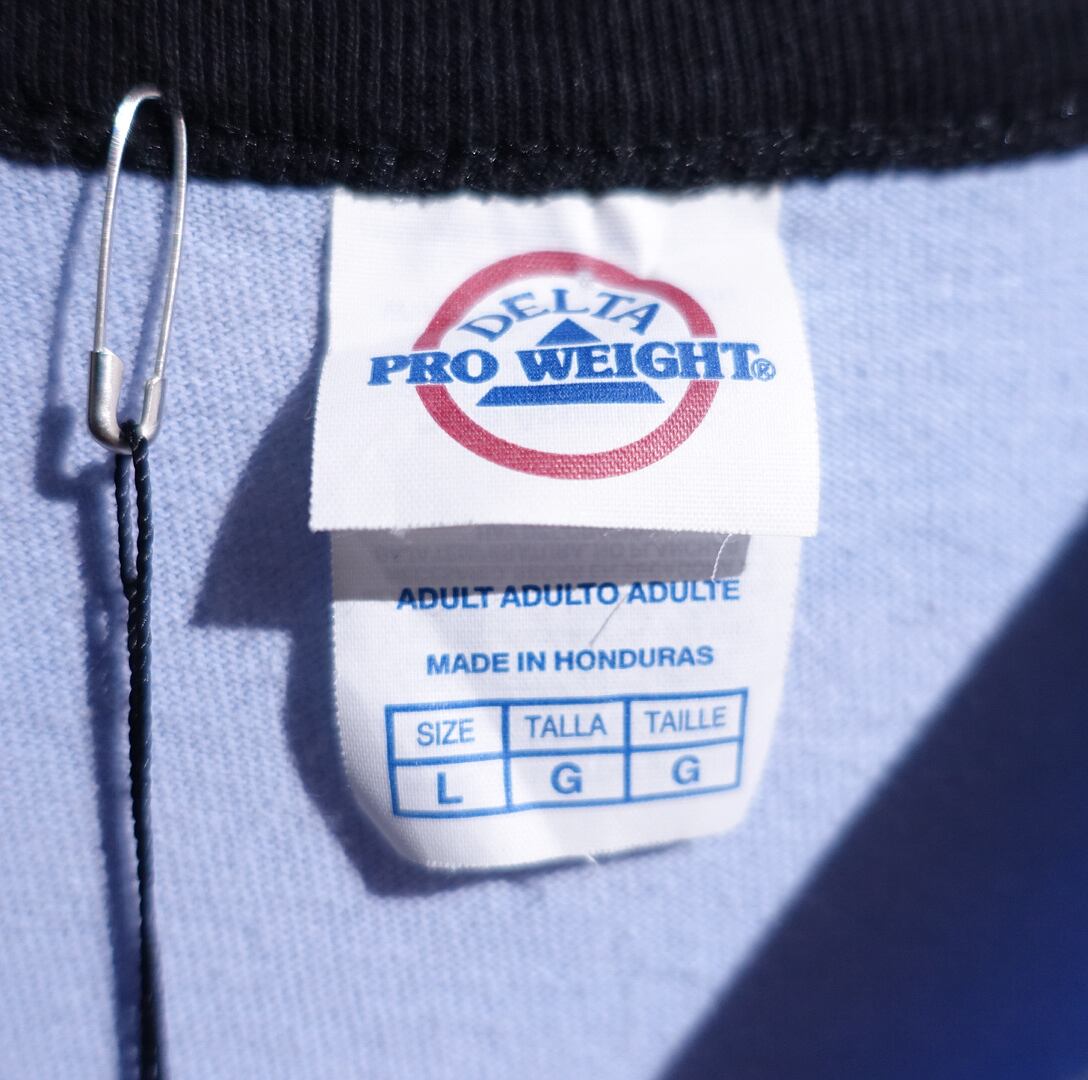 DELTA
PRO WEIGHT®
ADULT ADULTO ADULTE
MADE IN HONDURAS
SIZE TALLA TAILLE
L G G